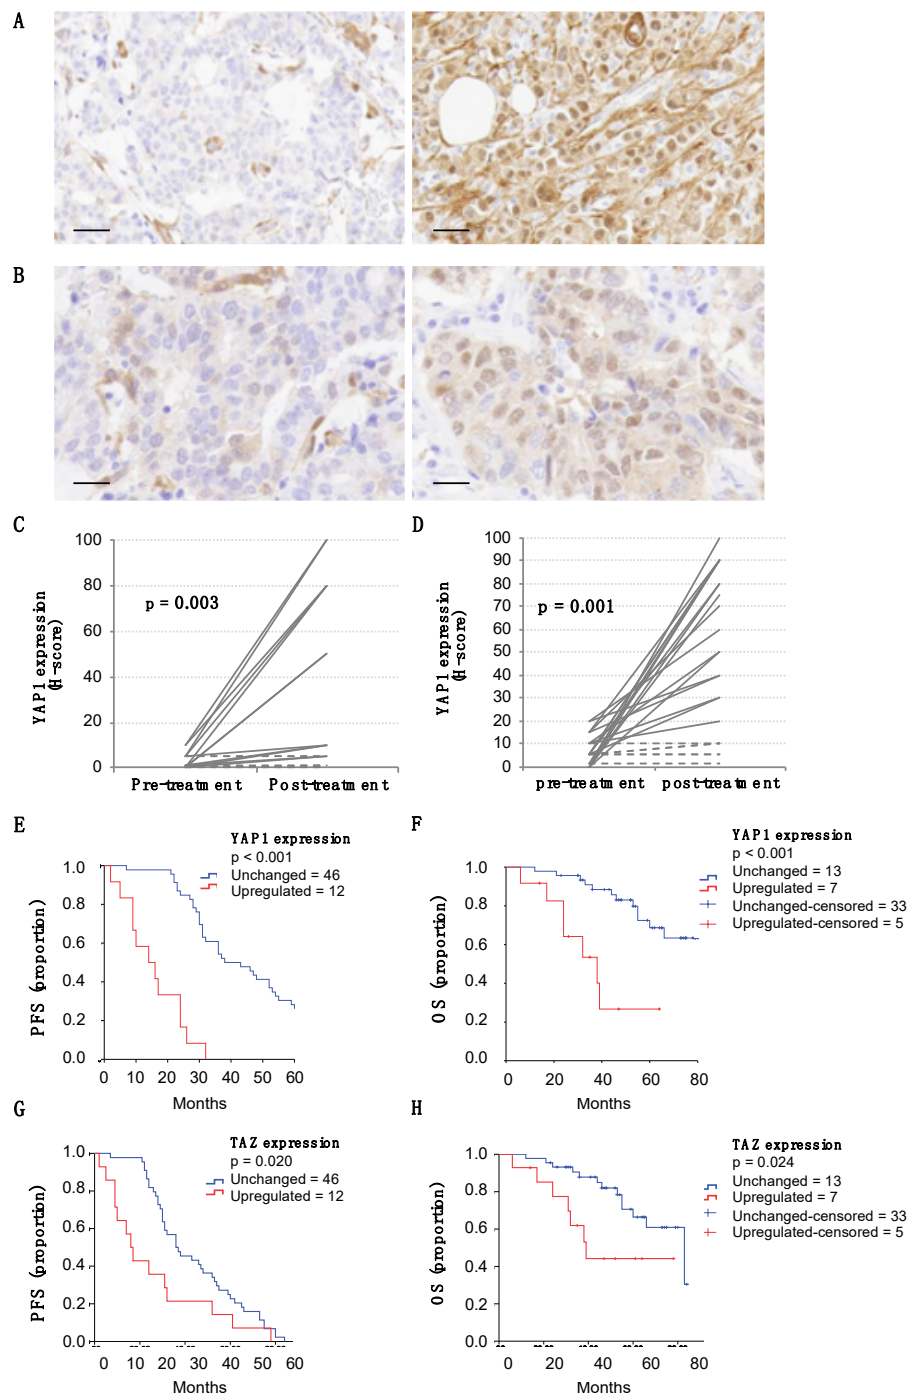 A
B
C
D
100
80
60
40
20
0
YAP1 expression
(H-score)
p = 0.003
Pre-treatment
Post-treatment
100
90
80
70
60
50
40
30
20
10
0
YAP1 expression
(H-score)
p = 0.001
pre-treatment
post-treatment
E
YAP1 expression
p < 0.001
Unchanged = 46
Upregulated = 12
1.0
0.8
0.6
0.4
0.2
0.0
PFS (proportion)
0 10 20 30 40 50 60
Months
F
YAP1 expression
p < 0.001
Unchanged = 13
Upregulated = 7
Unchanged-censored = 33
Upregulated-censored = 5
1.0
0.8
0.6
0.4
0.2
0.0
OS (proportion)
0 20 40 60 80
Months
G
TAZ expression
p = 0.020
Unchanged = 46
Upregulated = 12
1.0
0.8
0.6
0.4
0.2
0.0
PFS (proportion)
0 10 20 30 40 50 60
Months
H
TAZ expression
p = 0.024
Unchanged = 13
Upregulated = 7
Unchanged-censored = 33
Upregulated-censored = 5
1.0
0.8
0.6
0.4
0.2
0.0
OS (proportion)
0 20 40 60 80
Months